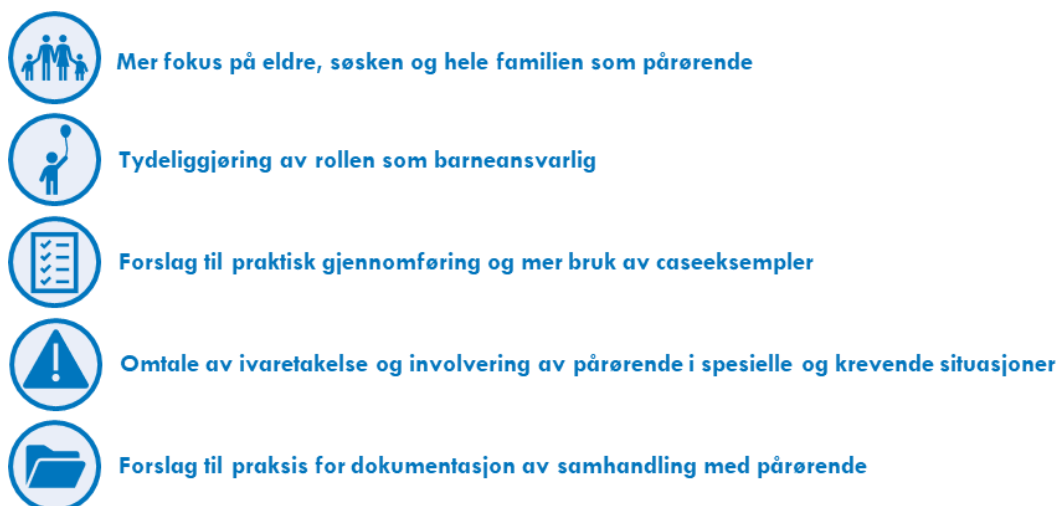 Mer fokus på eldre, søsken og hele familien som pårørende
Tydeliggjøring av rollen som barneansvarlig
Forslag til praktisk gjennomføring og mer bruk av caseeksempler
Omtale av ivaretakelse og involvering av pårørende i spesielle og krevende situasjoner
Forslag til praksis for dokumentasjon av samhandling med pårørende